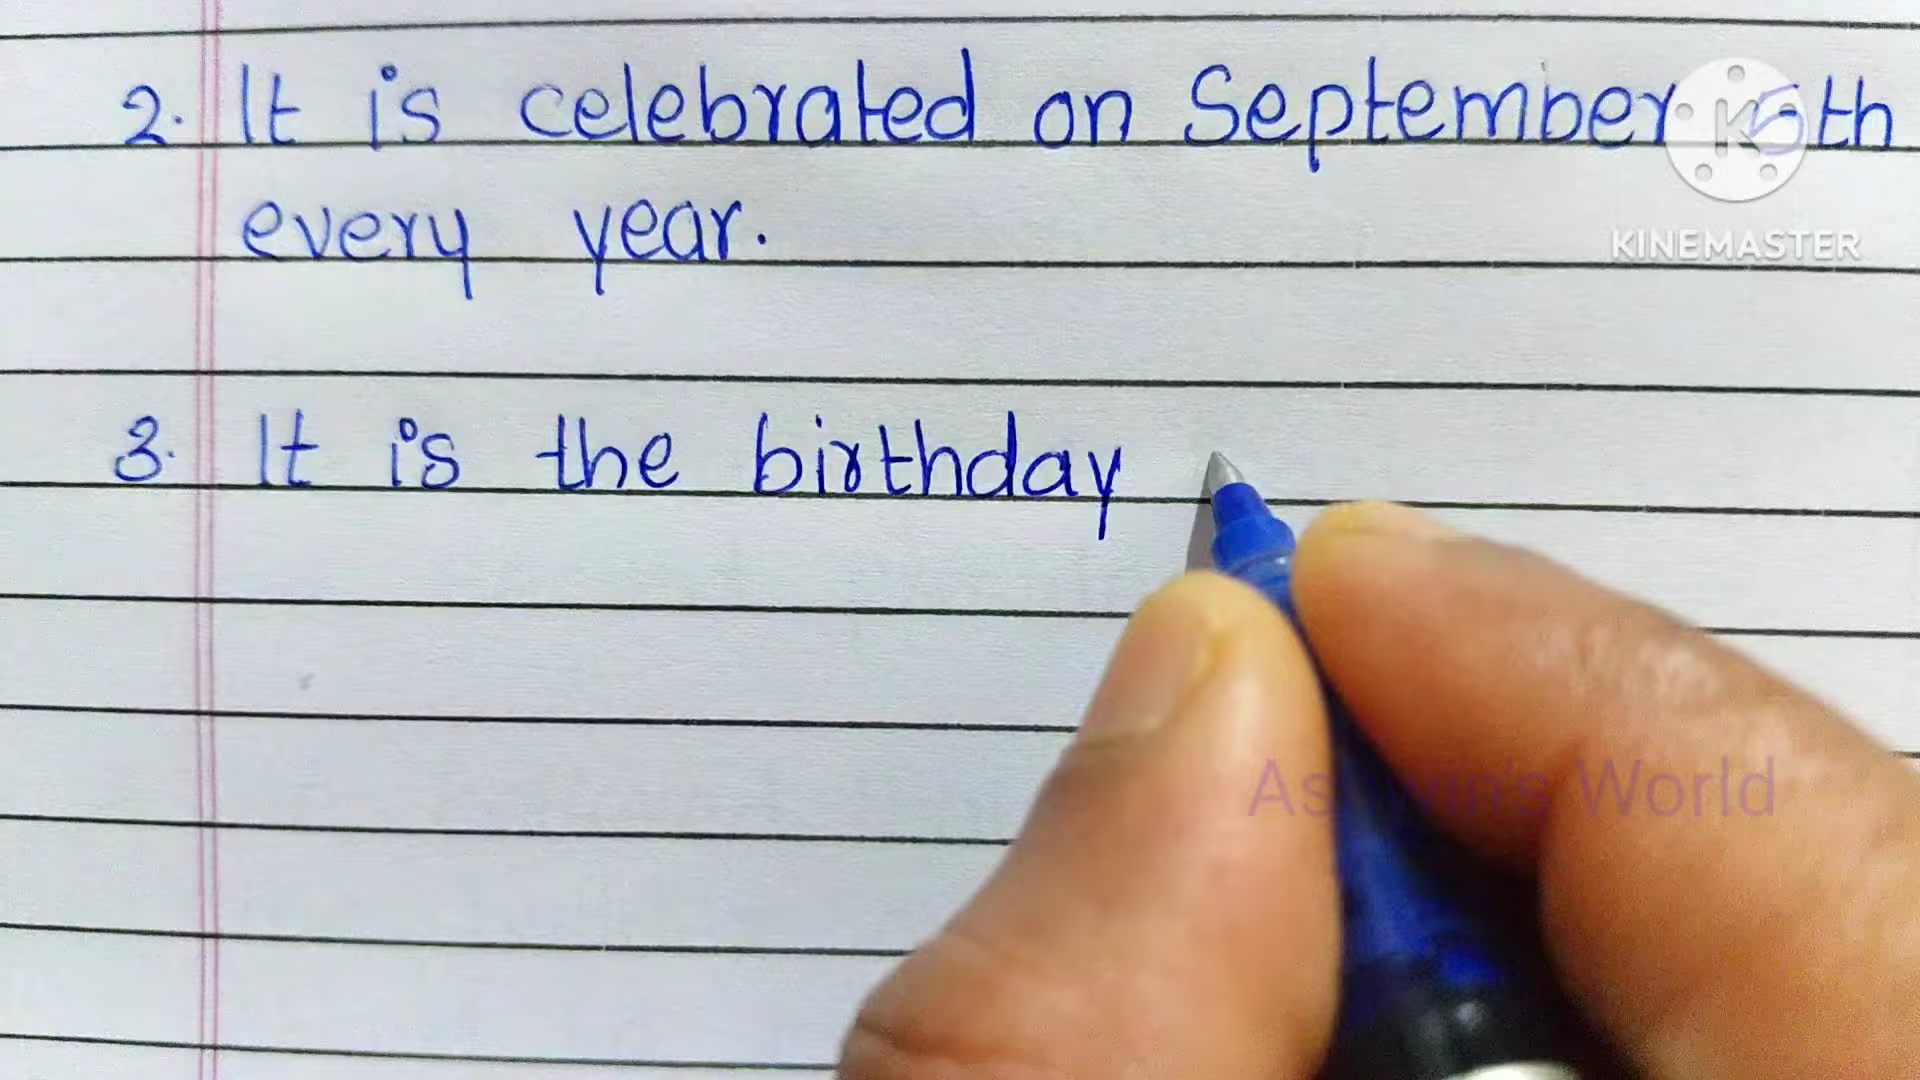 2. It is celebrated on September 5th
every year.
KINEMASTER
3. It is the birthday
Ashwin's World